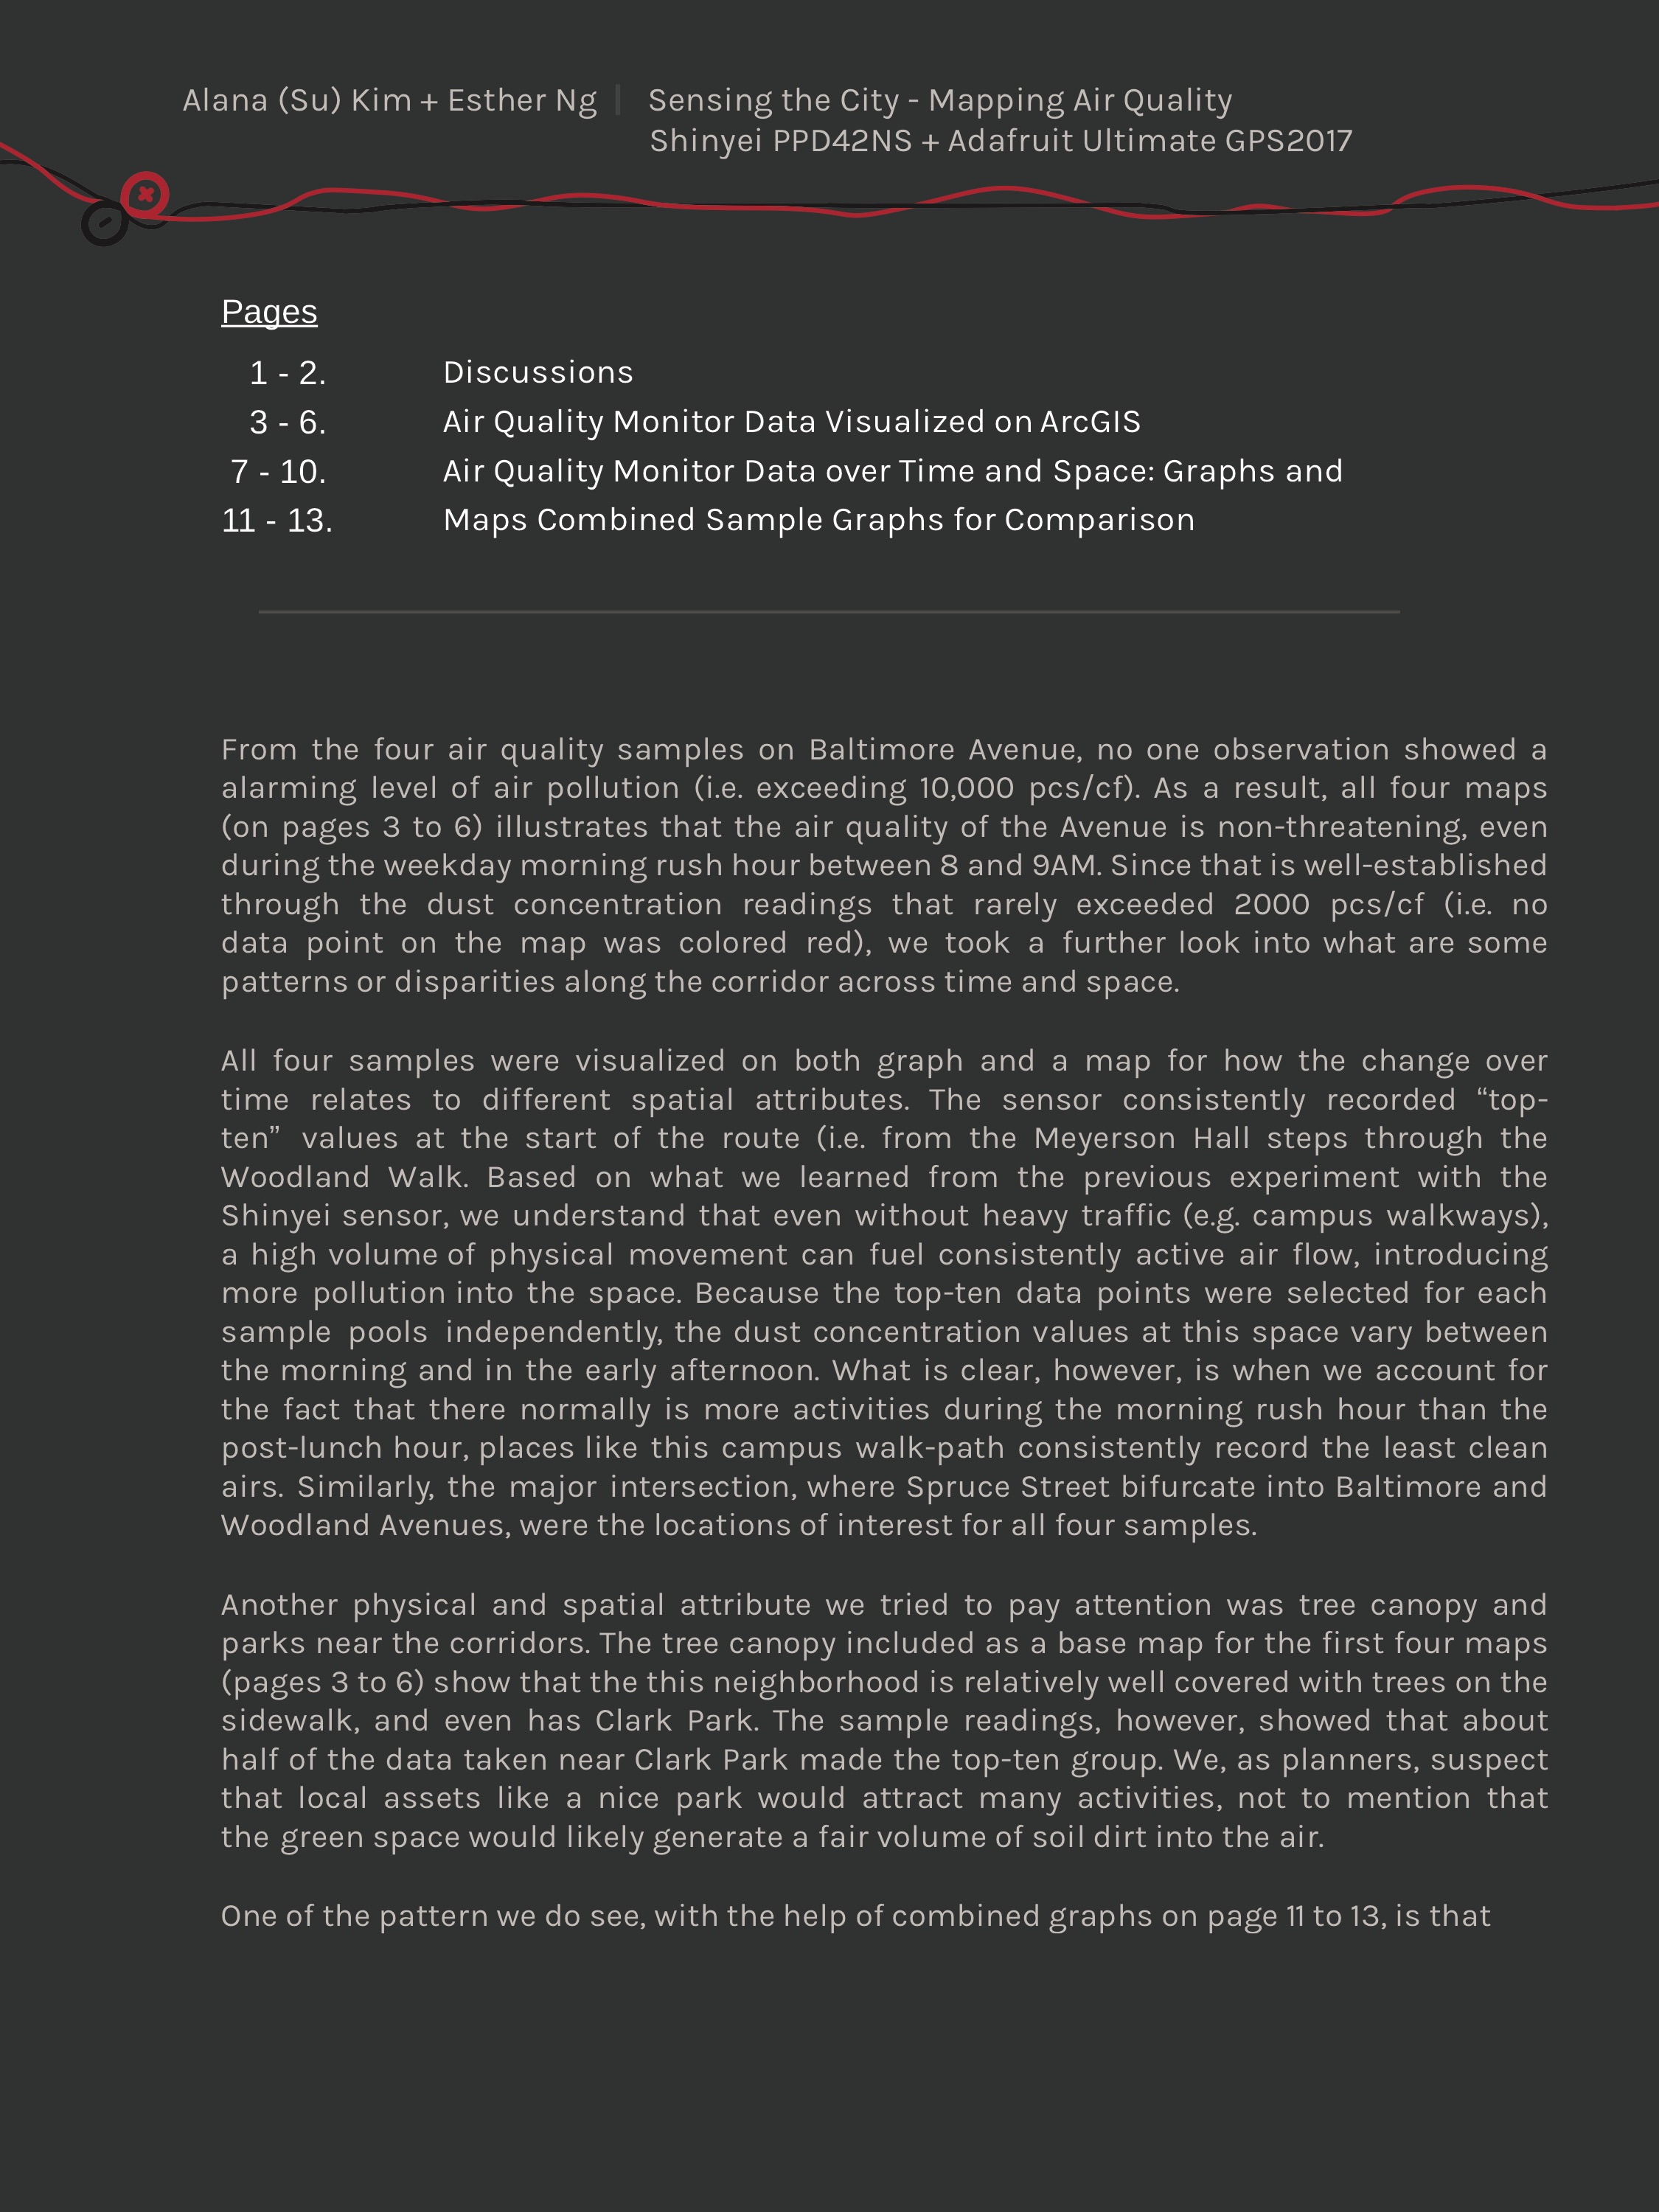 Alana (Su) Kim + Esther Ng | Sensing the City - Mapping Air Quality
Shinyei PPD42NS + Adafruit Ultimate GPS2017
Pages
1 - 2. Discussions
3 - 6. Air Quality Monitor Data Visualized on ArcGIS
7 - 10. Air Quality Monitor Data over Time and Space: Graphs and
11 - 13. Maps Combined Sample Graphs for Comparison
From the four air quality samples on Baltimore Avenue, no one observation showed a
alarming level of air pollution (i.e. exceeding 10,000 pcs/cf). As a result, all four maps
(on pages 3 to 6) illustrates that the air quality of the Avenue is non-threatening, even
during the weekday morning rush hour between 8 and 9AM. Since that is well-established
through the dust concentration readings that rarely exceeded 2000 pcs/cf (i.e. no
data point on the map was colored red), we took a further look into what are some
patterns or disparities along the corridor across time and space.
All four samples were visualized on both graph and a map for how the change over
time relates to different spatial attributes. The sensor consistently recorded “top-
ten” values at the start of the route (i.e. from the Meyerson Hall steps through the
Woodland Walk. Based on what we learned from the previous experiment with the
Shinyei sensor, we understand that even without heavy traffic (e.g. campus walkways),
a high volume of physical movement can fuel consistently active air flow, introducing
more pollution into the space. Because the top-ten data points were selected for each
sample pools independently, the dust concentration values at this space vary between
the morning and in the early afternoon. What is clear, however, is when we account for
the fact that there normally is more activities during the morning rush hour than the
post-lunch hour, places like this campus walk-path consistently record the least clean
airs. Similarly, the major intersection, where Spruce Street bifurcate into Baltimore and
Woodland Avenues, were the locations of interest for all four samples.
Another physical and spatial attribute we tried to pay attention was tree canopy and
parks near the corridors. The tree canopy included as a base map for the first four maps
(pages 3 to 6) show that the this neighborhood is relatively well covered with trees on the
sidewalk, and even has Clark Park. The sample readings, however, showed that about
half of the data taken near Clark Park made the top-ten group. We, as planners, suspect
that local assets like a nice park would attract many activities, not to mention that
the green space would likely generate a fair volume of soil dirt into the air.
One of the pattern we do see, with the help of combined graphs on page 11 to 13, is that